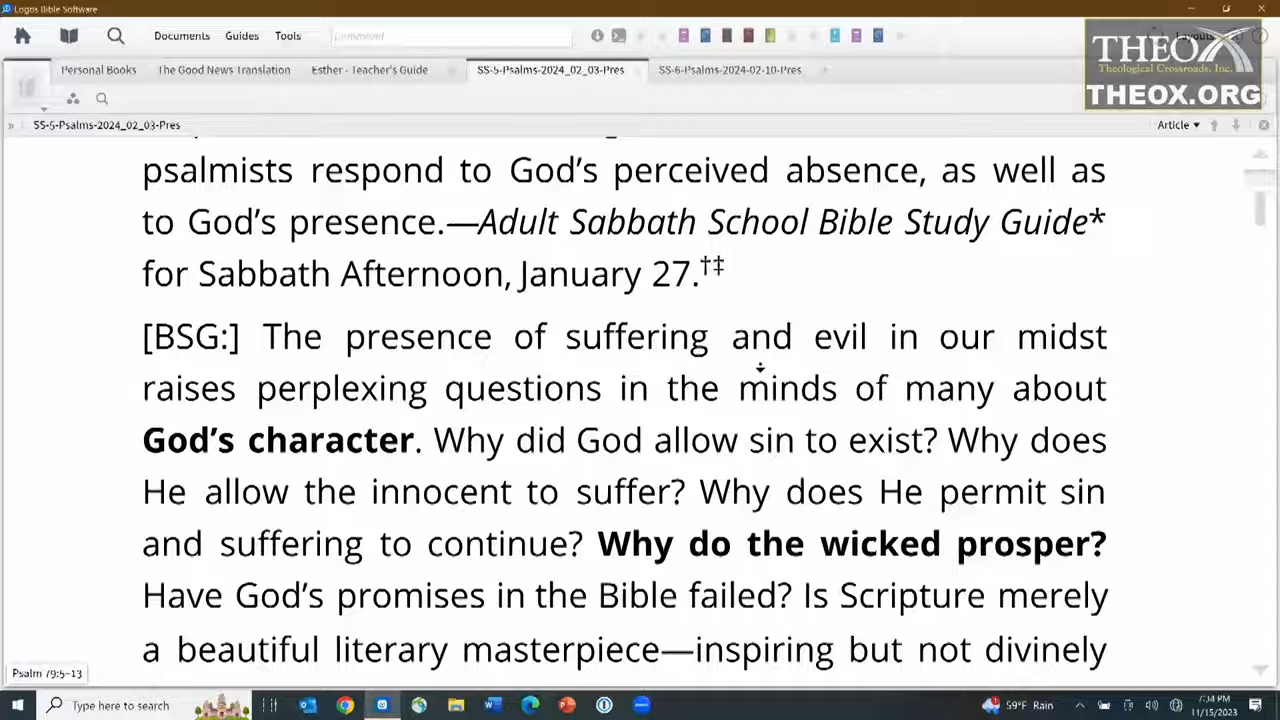 Logos Bible Software
Documents Guides Tools
THEOX
Theological Crossroads, Inc.
THEOX.ORG
Personal Books The Good News Translation Esther - Teacher's Guide SS-5-Psalms-2024_02_03-Pres SS-6-Psalms-2024-02-10-Pres
SS-5-Psalms-2024_02_03-Pres Article
psalmists respond to God's perceived absence, as well as
to God's presence.—Adult Sabbath School Bible Study Guide*
for Sabbath Afternoon, January 27.†‡
[BSG:] The presence of suffering and evil in our midst
raises perplexing questions in the minds of many about
God's character. Why did God allow sin to exist? Why does
He allow the innocent to suffer? Why does He permit sin
and suffering to continue? Why do the wicked prosper?
Have God's promises in the Bible failed? Is Scripture merely
a beautiful literary masterpiece—inspiring but not divinely
Psalm 79:5–13
Type here to search
59°F Rain
7:34 PM
11/15/2023